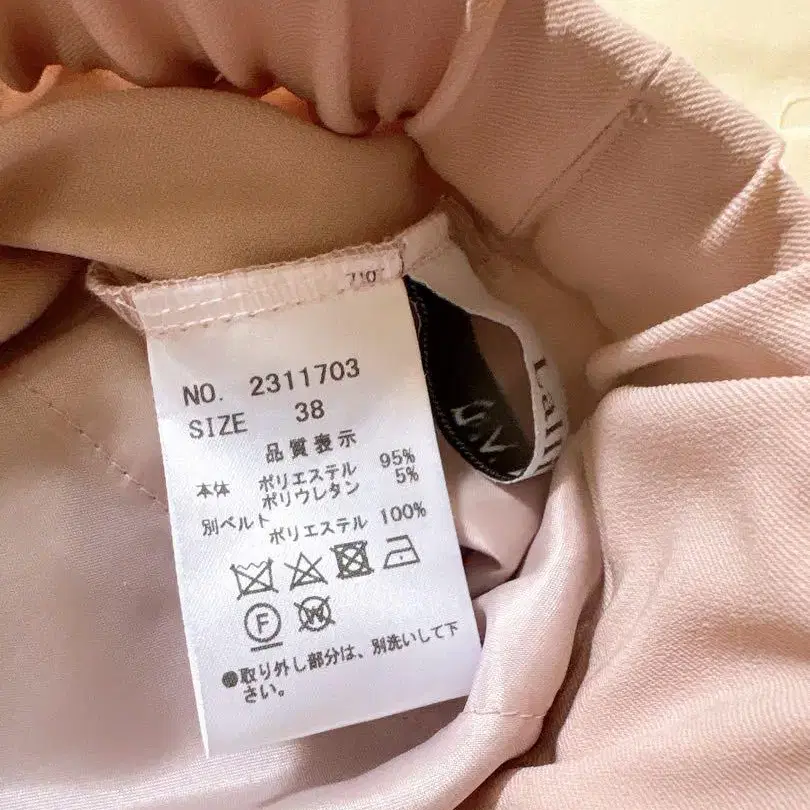 NO. 2311703
SIZE 38
品質表示
本体 ポリエステル 95%
ポリウレタン 5%
別ベルト ポリエステル 100%
F
W
●取り外し部分は、別洗いして下
さい。